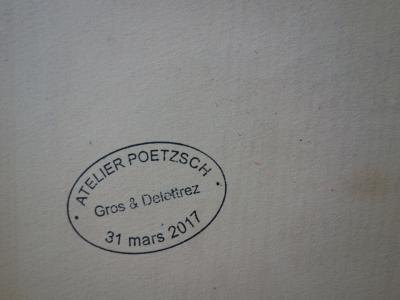 ATELIER POETZSCH
Gros & Delettrez
31 mars 2017